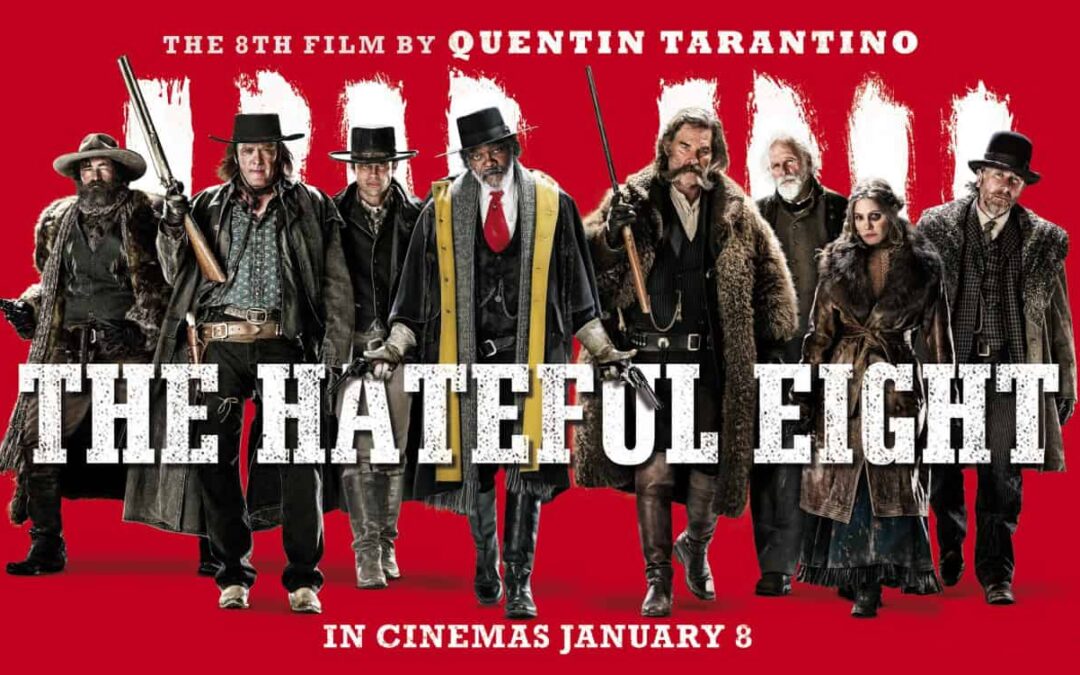 THE 8TH FILM BY QUENTIN TARANTINO
THE HATEFUL EIGHT
IN CINEMAS JANUARY 8